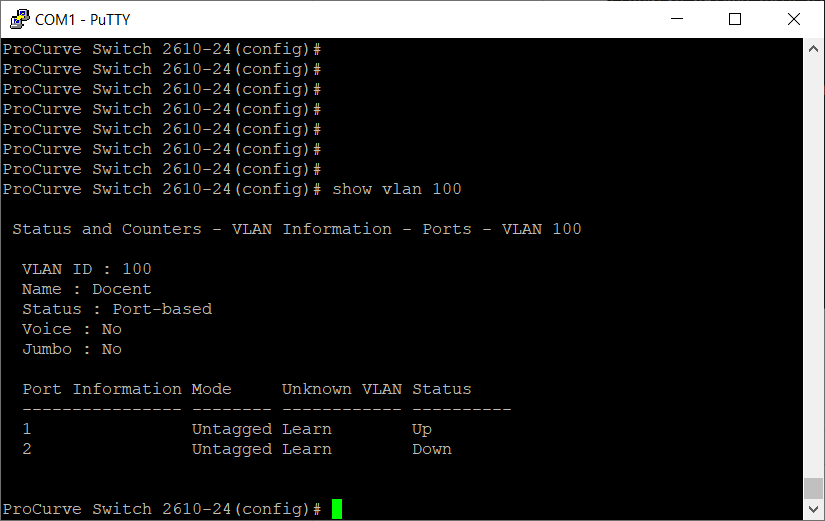 COM1 - PuTTY
ProCurve Switch 2610-24(config)#
ProCurve Switch 2610-24(config)#
ProCurve Switch 2610-24(config)#
ProCurve Switch 2610-24(config)#
ProCurve Switch 2610-24(config)#
ProCurve Switch 2610-24(config)#
ProCurve Switch 2610-24(config)#
ProCurve Switch 2610-24(config)# show vlan 100
Status and Counters - VLAN Information - Ports - VLAN 100
VLAN ID : 100
Name : Docent
Status : Port-based
Voice : No
Jumbo : No
Port Information Mode     Unknown VLAN Status
---------------- -------- ------------ ----------
1                Untagged Learn        Up
2                Untagged Learn        Down
ProCurve Switch 2610-24(config)#